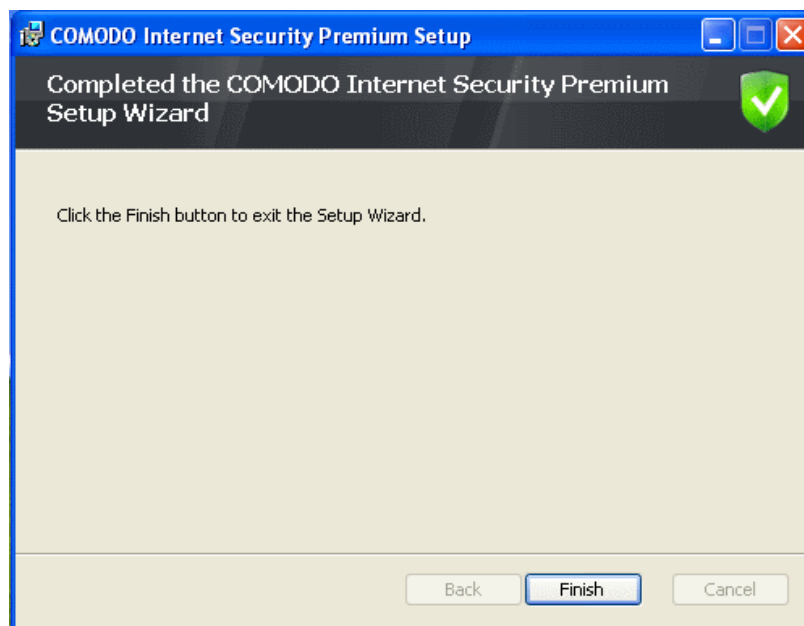 COMODO Internet Security Premium Setup
Completed the COMODO Internet Security Premium
Setup Wizard
Click the Finish button to exit the Setup Wizard.
Back
Finish
Cancel